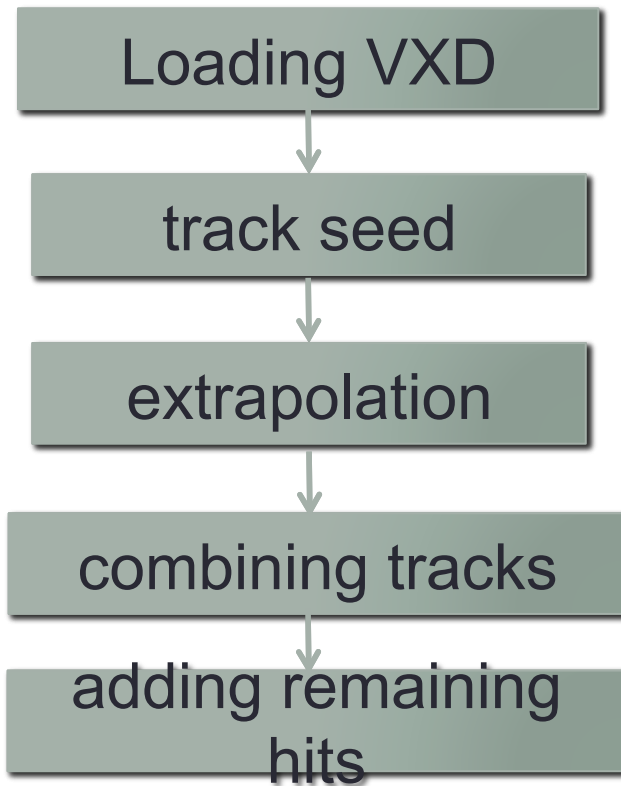 Loading VXD
track seed
extrapolation
combining tracks
adding remaining
hits